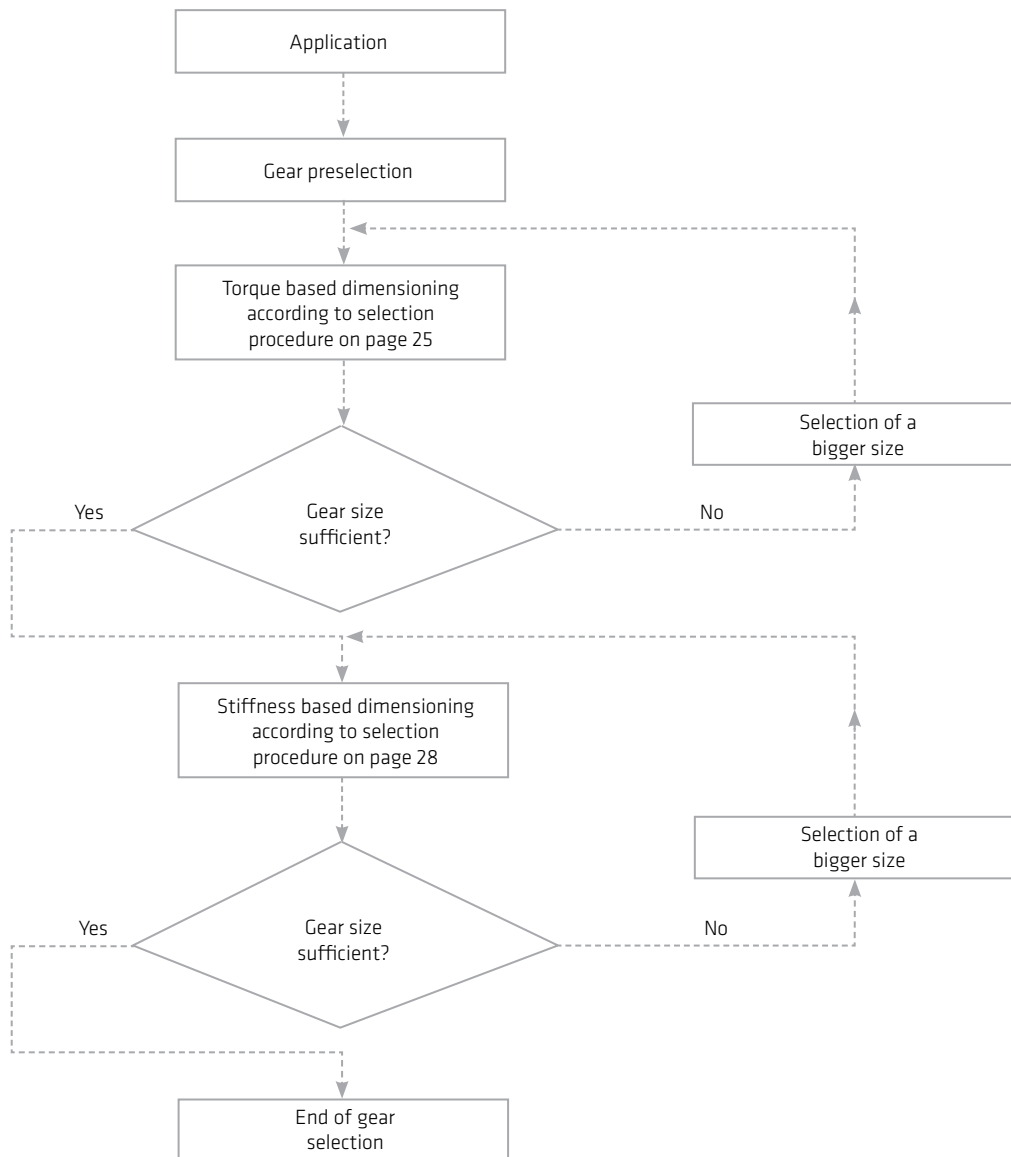 Application
Gear preselection
Torque based dimensioning
according to selection
procedure on page 25
Selection of a
bigger size
Yes
Gear size
sufficient?
No
Stiffness based dimensioning
according to selection
procedure on page 28
Selection of a
bigger size
Yes
Gear size
sufficient?
No
End of gear
selection